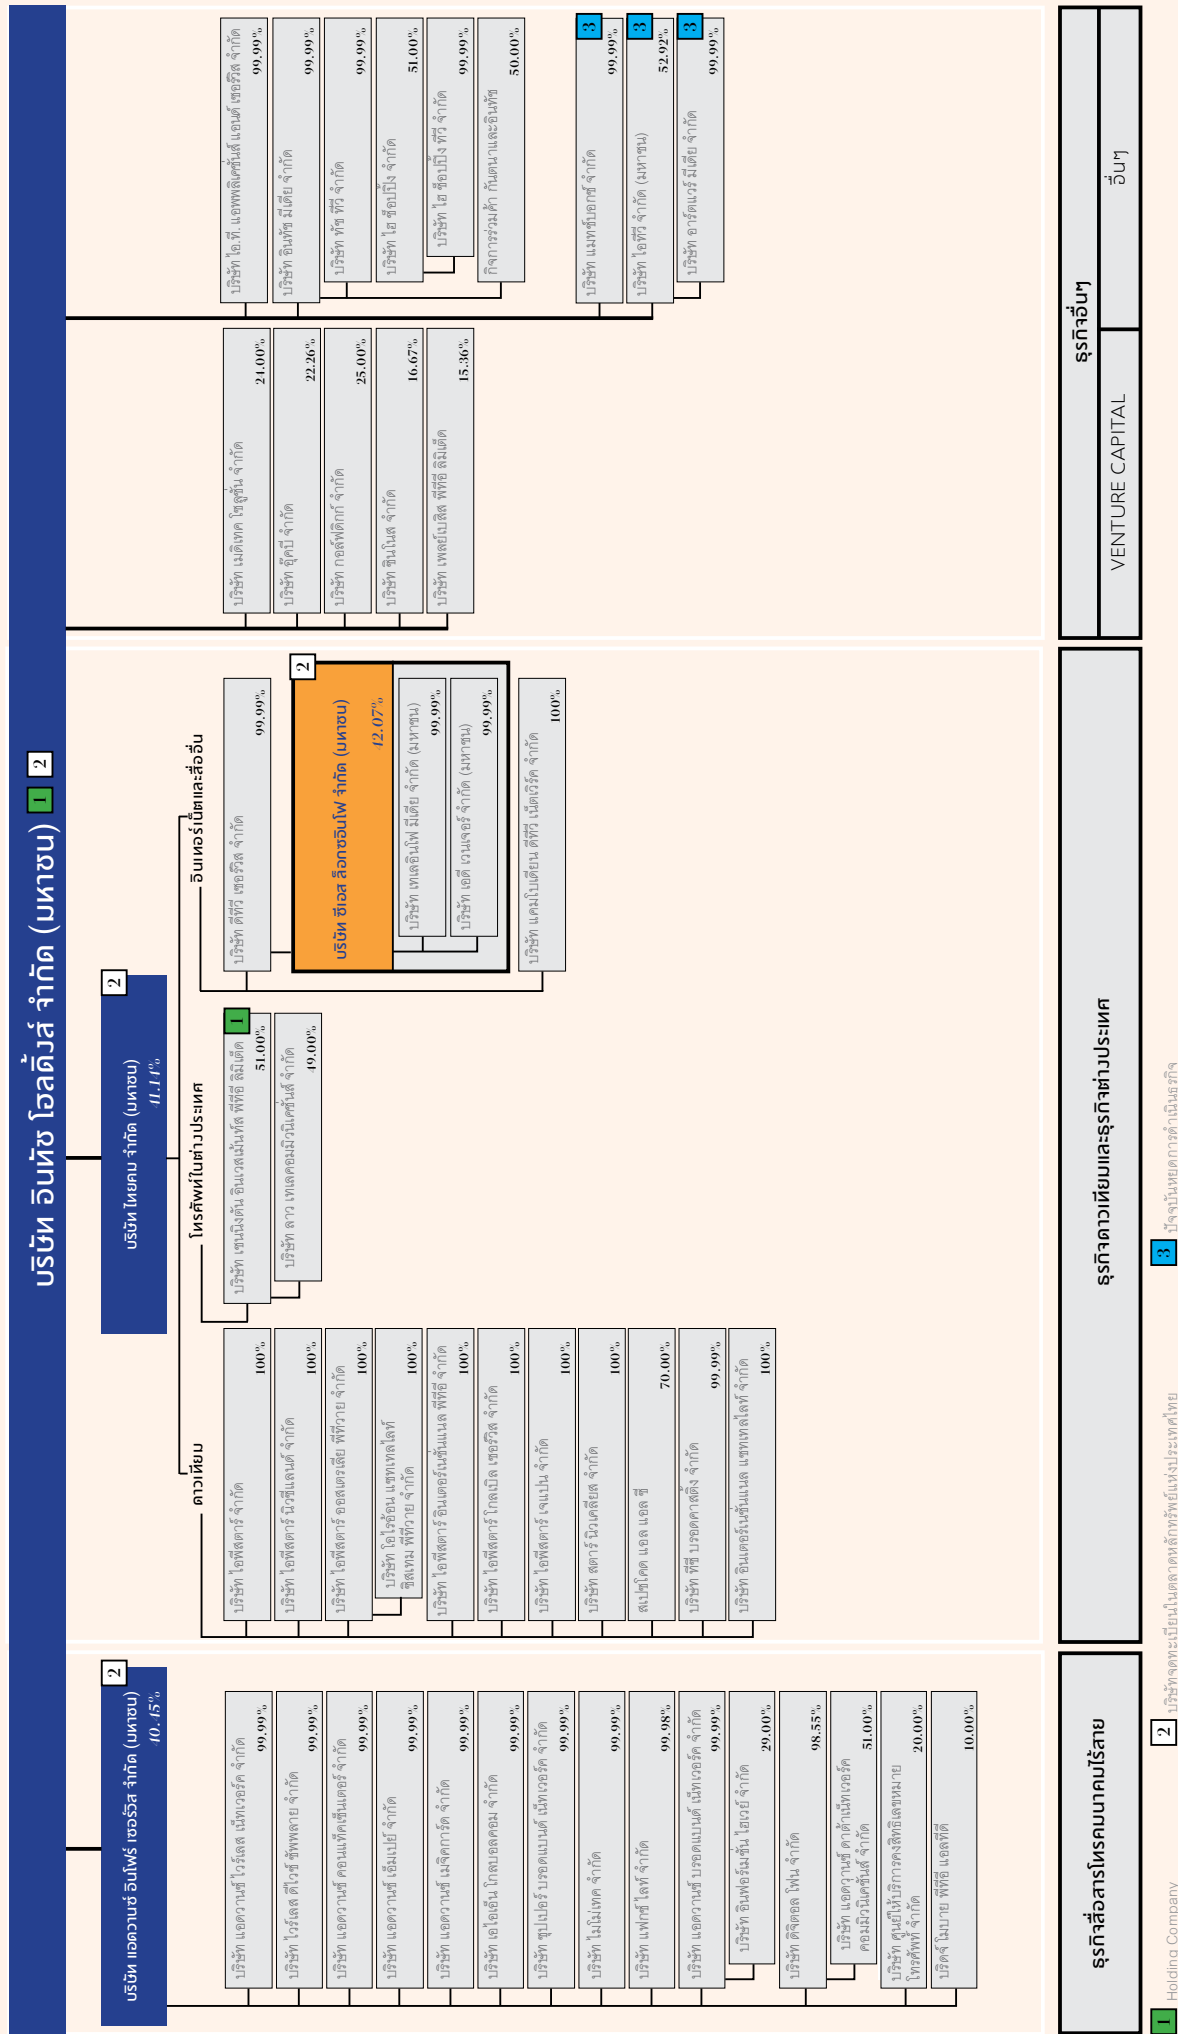 บริษัท อินทัช โฮลดิ้งส์ จำกัด (มหาชน) 1 2
บริษัท แอดวานซ์ อินโฟร์ เซอร์วิส จำกัด (มหาชน) 2
40.45%
บริษัท แอดวานซ์ ไวร์เลส เน็ทเวอร์ค จำกัด
99.99%
บริษัท ไวร์เลส ดีไวซ์ ซัพพลาย จำกัด
99.99%
บริษัท แอดวานซ์ คอนแท็คเซ็นเตอร์ จำกัด
99.99%
บริษัท แอดวานซ์ เอ็มเปย์ จำกัด
99.99%
บริษัท แอดวานซ์ เมจิคการ์ด จำกัด
99.99%
บริษัท เอไอเอ็น โกลบอลคอม จำกัด
99.99%
บริษัท ซุปเปอร์ บรอดแบนด์ เน็ทเวอร์ค จำกัด
99.99%
บริษัท ไมโม่เทค จำกัด
99.99%
บริษัท แฟกซ์ ไลท์ จำกัด
99.98%
บริษัท แอดวานซ์ บรอดแบนด์ เน็ทเวอร์ค จำกัด
99.99%
บริษัท อินฟอร์เมชั่น ไฮเวย์ จำกัด
29.00%
บริษัท ดิจิตอล โฟน จำกัด
98.55%
บริษัท แอดวานซ์ ดาต้าเน็ทเวอร์ค
คอมมิวนิเคชั่นส์ จำกัด
51.00%
บริษัท ศูนย์ให้บริการคงสิทธิเลขหมาย
โทรศัพท์ จำกัด
20.00%
บริดจ์ โมบาย พีทีอี แอลทีดี
10.00%
บริษัท ไทยคม จำกัด (มหาชน) 2
41.14%
ดาวเทียม
บริษัท ไอพีสตาร์ จำกัด
100%
บริษัท ไอพีสตาร์ นิวซีแลนด์ จำกัด
100%
บริษัท ไอพีสตาร์ ออสเตรเลีย พีทีวาย จำกัด
100%
บริษัท โอไรอ้อน แซทเทลไลท์
ซิสเทม พีทีวาย จำกัด
100%
บริษัท ไอพีสตาร์ อินเตอร์เนชั่นแนล พีทีอี จำกัด
100%
บริษัท ไอพีสตาร์ โกลเบิล เซอร์วิส จำกัด
100%
บริษัท ไอพีสตาร์ เจแปน จำกัด
100%
บริษัท สตาร์ นิวเคลียส จำกัด
100%
สเปซโคด แอล แอล ซี
70.00%
บริษัท ทีซี บรอดคาสติ้ง จำกัด
99.99%
บริษัท อินเตอร์เนชั่นแนล แซทเทลไลท์ จำกัด
100%
โทรศัพท์ในต่างประเทศ
บริษัท เชนนิงตัน อินเวสเม้นท์ส พีทีอี ลิมิเต็ด 1
51.00%
บริษัท ลาว เทเลคอมมิวนิเคชั่นส์ จำกัด
49.00%
อินเทอร์เน็ตและสื่ออื่น
บริษัท ดีทีวี เซอร์วิส จำกัด
99.99%
บริษัท ซีเอส ล็อกซอินโฟ จำกัด (มหาชน) 2
42.07%
บริษัท เทเลอินโฟ มีเดีย จำกัด (มหาชน)
99.99%
บริษัท เอดี เวนเจอร์ จำกัด (มหาชน)
99.99%
บริษัท แคมโบเดียน ดีทีวี เน็ตเวิร์ค จำกัด
100%
บริษัท เมดิเทค โซลูชั่น จำกัด
24.00%
บริษัท อุ๊คบี จำกัด
22.26%
บริษัท กอล์ฟดิกก์ จำกัด
25.00%
บริษัท ซินโนส จำกัด
16.67%
บริษัท เพลย์เบสิส พีทีอี ลิมิเต็ด
15.36%
บริษัท ไอ.ที. แอพพลิเคชั่นส์ แอนด์ เซอร์วิส จำกัด
99.99%
บริษัท อินทัช มีเดีย จำกัด
99.99%
บริษัท ทัช ทีวี จำกัด
99.99%
บริษัท ไฮ ช็อปปิ้ง จำกัด
51.00%
บริษัท ไฮ ช็อปปิ้ง ทีวี จำกัด
99.99%
กิจการร่วมค้า กันตนาและอินทัช
50.00%
บริษัท แมทช์บอกซ์ จำกัด 3
99.99%
บริษัท ไอทีวี จำกัด (มหาชน) 3
52.92%
บริษัท อาร์ตแวร์ มีเดีย จำกัด 3
99.99%
ธุรกิจสื่อสารโทรคมนาคมไร้สาย
ธุรกิจดาวเทียมและธุรกิจต่างประเทศ
ธุรกิจอื่นๆ
VENTURE CAPITAL
อื่นๆ
1 Holding Company
2 บริษัทจดทะเบียนในตลาดหลักทรัพย์แห่งประเทศไทย
3 ปัจจุบันหยุดการดำเนินธุรกิจ